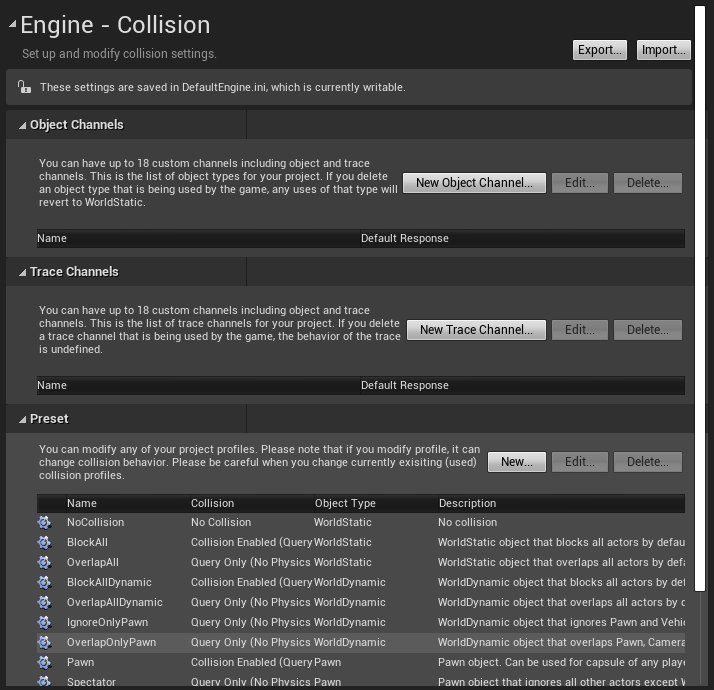 Engine - Collision
Set up and modify collision settings.
Export... Import...
These settings are saved in DefaultEngine.ini, which is currently writable.
Object Channels
You can have up to 18 custom channels including object and trace
channels. This is the list of object types for your project. If you delete
an object type that is being used by the game, any uses of that type will
revert to WorldStatic.
New Object Channel... Edit... Delete...
Name Default Response
Trace Channels
You can have up to 18 custom channels including object and trace
channels. This is the list of trace channels for your project. If you delete
a trace channel that is being used by the game, the behavior of the trace
is undefined.
New Trace Channel... Edit... Delete...
Name Default Response
Preset
You can modify any of your project profiles. Please note that if you modify profile, it can
change collision behavior. Please be careful when you change currently exisiting (used)
collision profiles.
New... Edit... Delete...
Name Collision Object Type Description
NoCollision No Collision WorldStatic No collision
BlockAll Collision Enabled (Query WorldStatic WorldStatic object that blocks all actors by defau
OverlapAll Query Only (No Physics WorldStatic WorldStatic object that overlaps all actors by defa
BlockAllDynamic Collision Enabled (Query WorldDynamic WorldDynamic object that blocks all actors by def
OverlapAllDynamic Query Only (No Physics WorldDynamic WorldDynamic object that overlaps all actors by d
IgnoreOnlyPawn Query Only (No Physics WorldDynamic WorldDynamic object that ignores Pawn and Vehic
OverlapOnlyPawn Query Only (No Physics WorldDynamic WorldDynamic object that overlaps Pawn, Camera
Pawn Collision Enabled (Query Pawn Pawn object. Can be used for capsule of any playe
Spectator Query Only (No Physics Pawn Pawn object that ignores all other actors except W